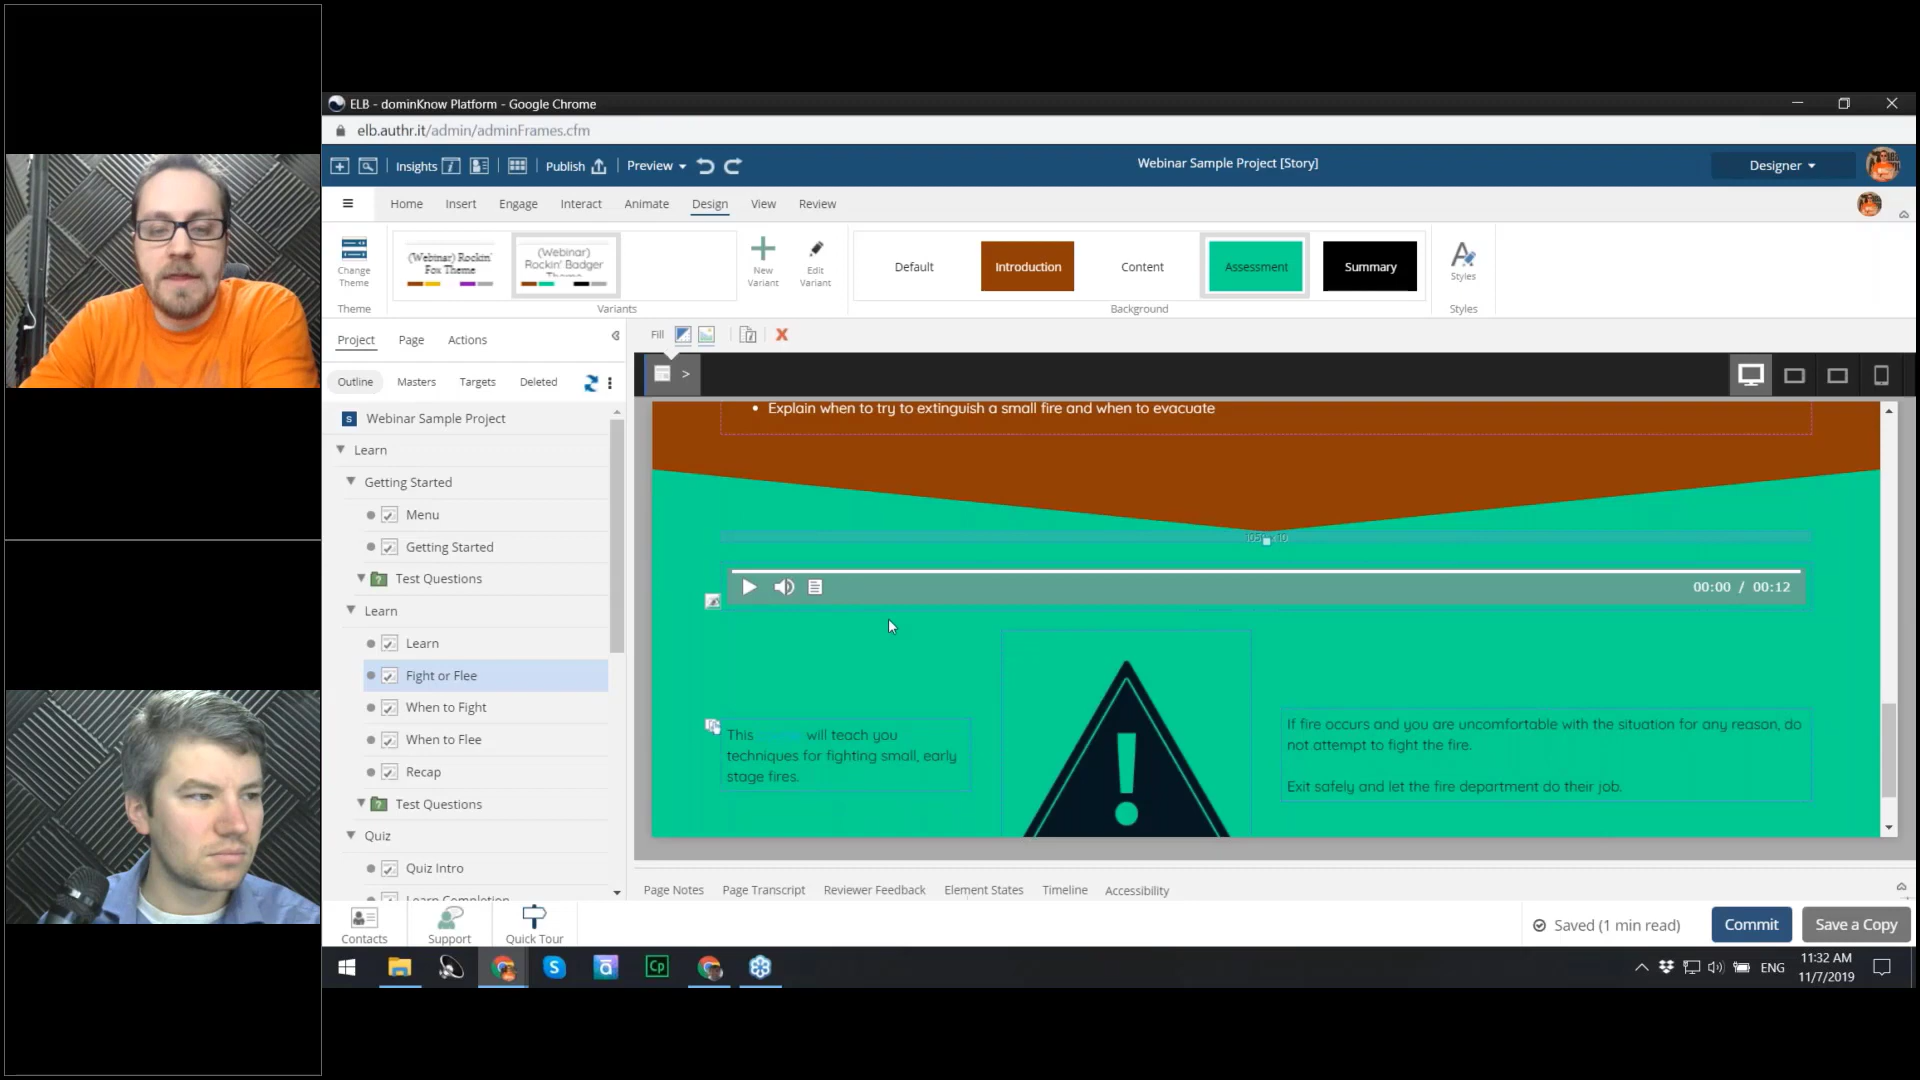 ELB - dominKnow Platform - Google Chrome
elb.authr.it/admin/adminFrames.cfm
Insights Publish Preview Webinar Sample Project [Story] Designer
Home Insert Engage Interact Animate Design View Review
Change Theme
(Webinar) Rockin' Fox Theme
(Webinar) Rockin' Badger Theme
New Variant
Edit Variant
Default Introduction Content Assessment Summary
Styles
Theme Variants Background Styles
Project Page Actions
Fill
Outline Masters Targets Deleted
Webinar Sample Project
Learn
Getting Started
Menu
Getting Started
Test Questions
Learn
Learn
Fight or Flee
When to Fight
When to Flee
Recap
Test Questions
Quiz
Quiz Intro
Learn Completion
• Explain when to try to extinguish a small fire and when to evacuate
00:00 / 00:12
This will teach you
techniques for fighting small, early
stage fires.
If fire occurs and you are uncomfortable with the situation for any reason, do
not attempt to fight the fire.
Exit safely and let the fire department do their job.
Page Notes Page Transcript Reviewer Feedback Element States Timeline Accessibility
Contacts Support Quick Tour
Saved (1 min read) Commit Save a Copy
Cp
ENG
11:32 AM
11/7/2019